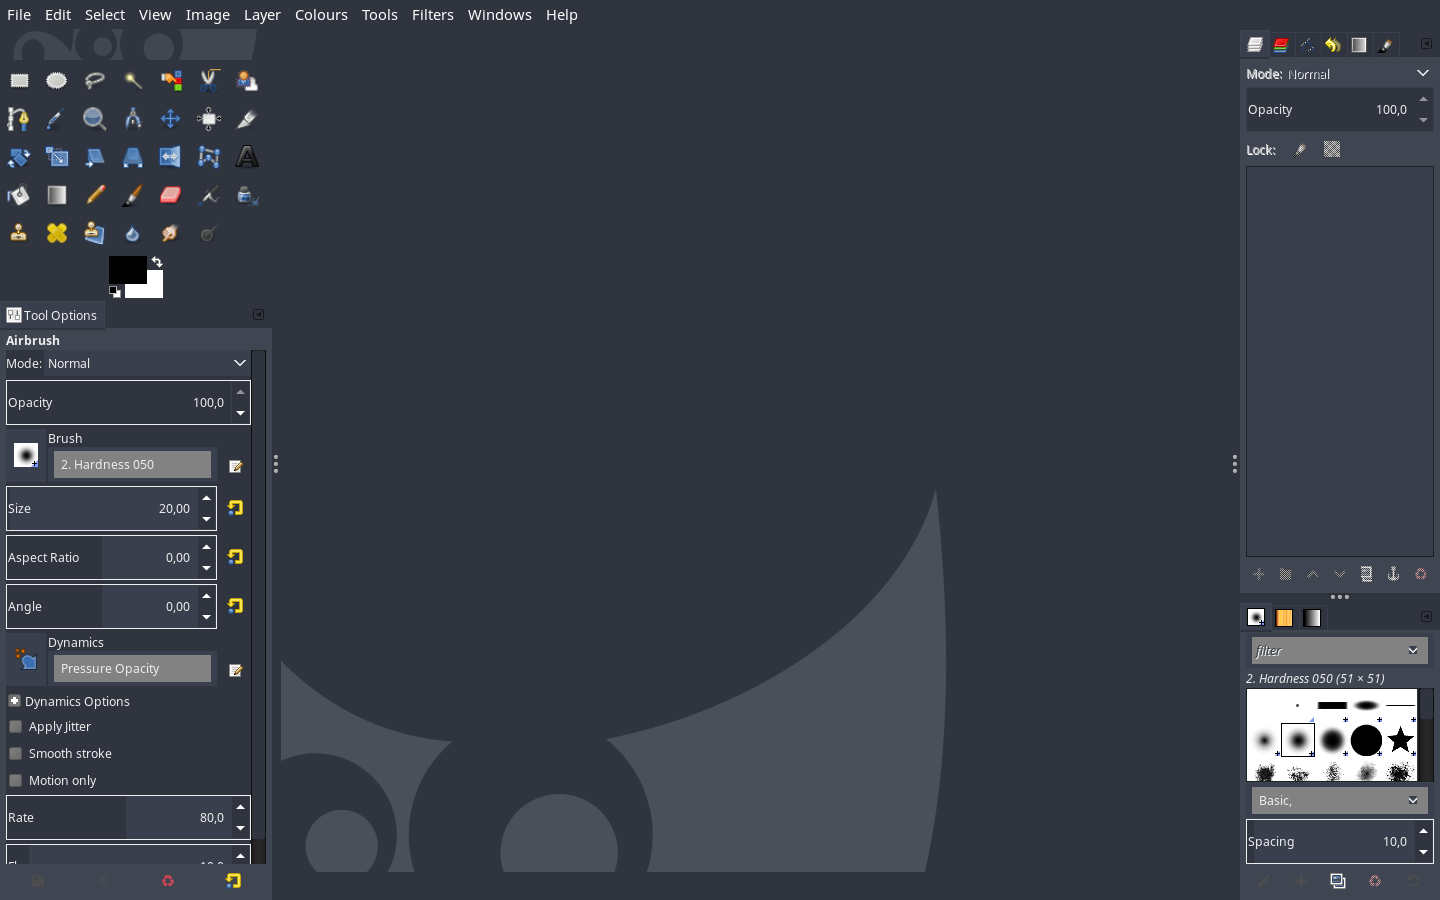 File Edit Select View Image Layer Colours Tools Filters Windows Help
Tool Options
Airbrush
Mode: Normal
Opacity 100,0
Brush
2. Hardness 050
Size 20,00
Aspect Ratio 0,00
Angle 0,00
Dynamics
Pressure Opacity
Dynamics Options
Apply Jitter
Smooth stroke
Motion only
Rate 80,0
Mode: Normal
Opacity 100,0
Lock:
filter
2. Hardness 050 (51 × 51)
Basic,
Spacing 10,0